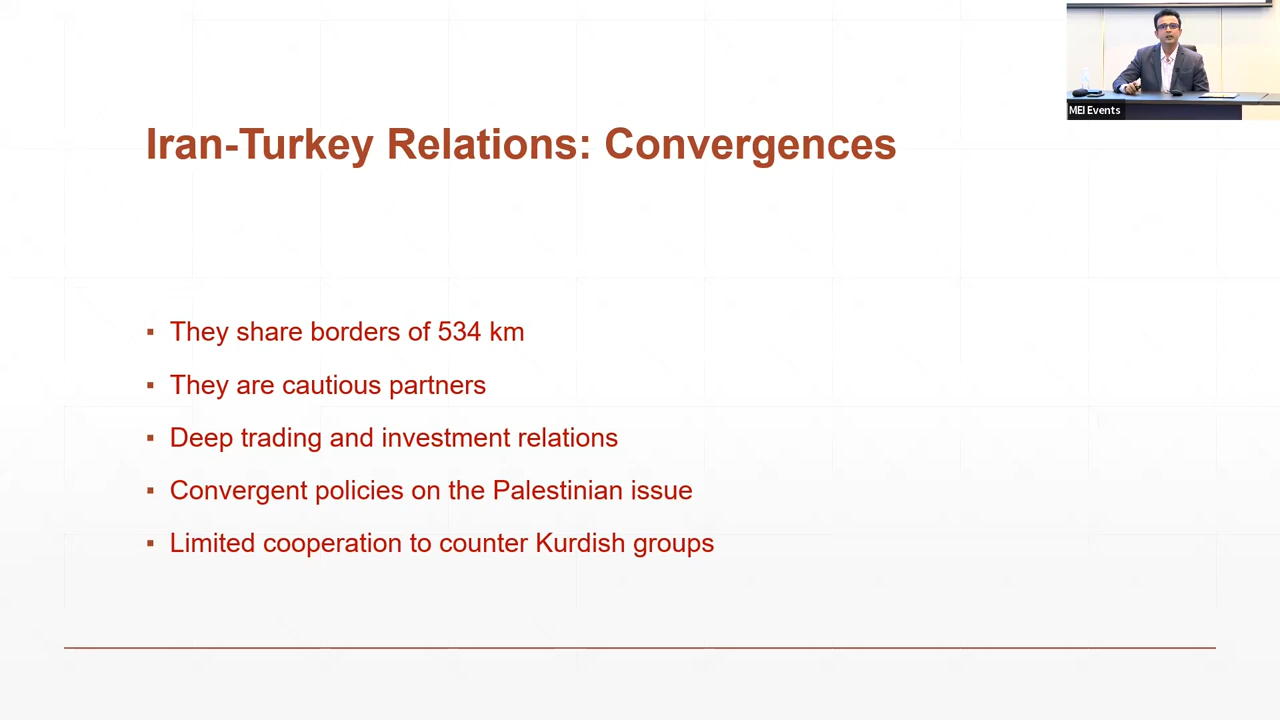 MEI Events
Iran-Turkey Relations: Convergences
▪ They share borders of 534 km
▪ They are cautious partners
▪ Deep trading and investment relations
▪ Convergent policies on the Palestinian issue
▪ Limited cooperation to counter Kurdish groups